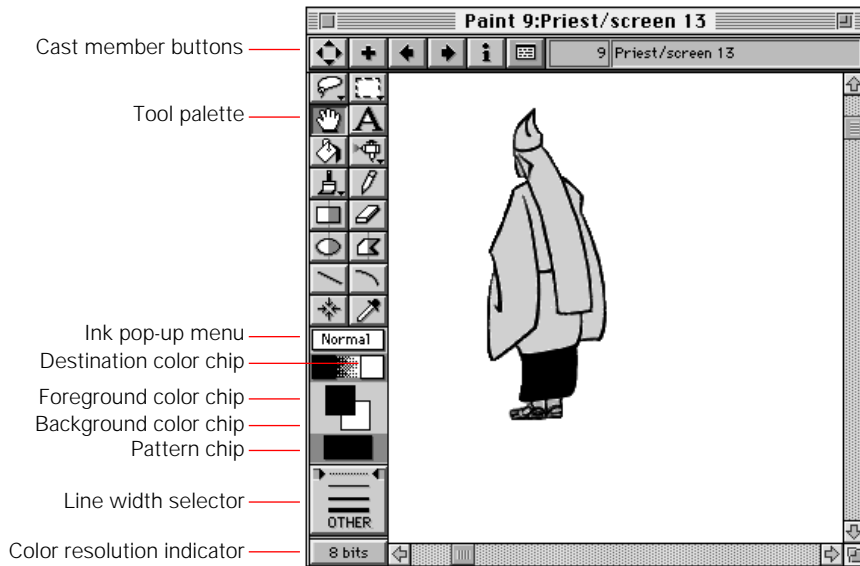 Paint 9:Priest/screen 13
Cast member buttons
9 Priest/screen 13
Tool palette
A
Ink pop-up menu
Normal
Destination color chip
Foreground color chip
Background color chip
Pattern chip
Line width selector
OTHER
Color resolution indicator
8 bits